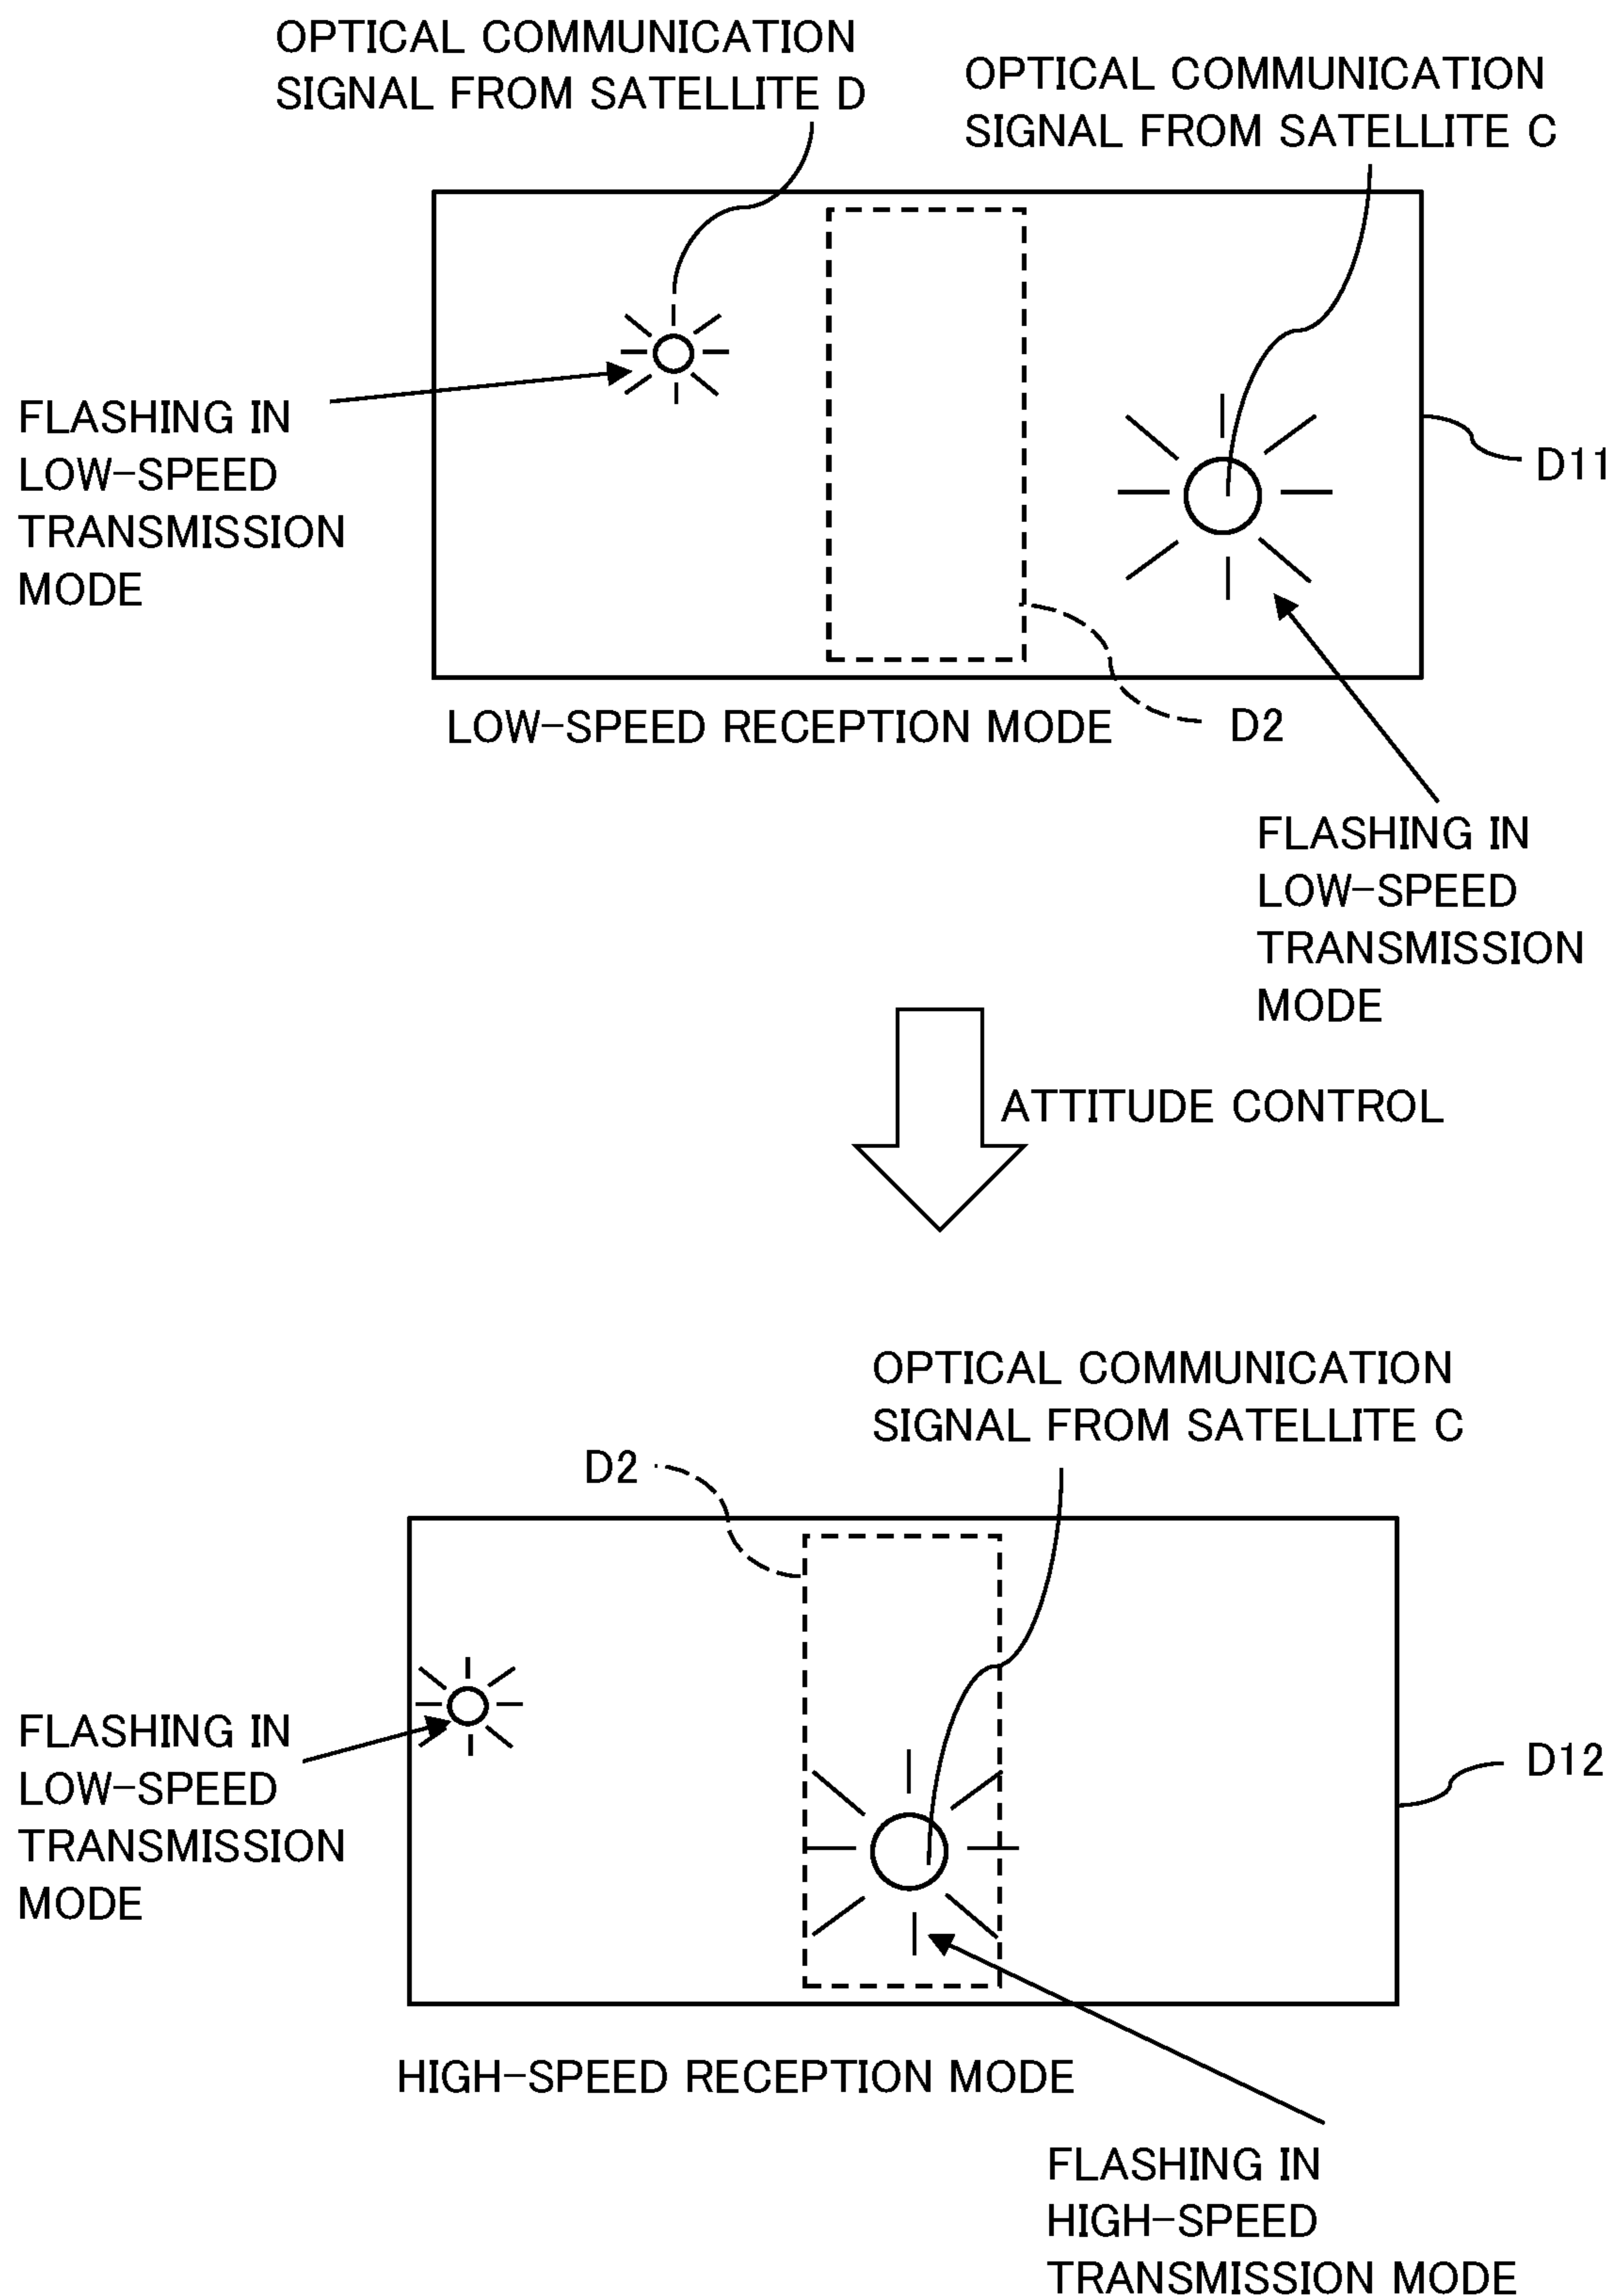 OPTICAL COMMUNICATION
SIGNAL FROM SATELLITE D
OPTICAL COMMUNICATION
SIGNAL FROM SATELLITE C
FLASHING IN
LOW-SPEED
TRANSMISSION
MODE
D11
LOW-SPEED RECEPTION MODE
D2
FLASHING IN
LOW-SPEED
TRANSMISSION
MODE
ATTITUDE CONTROL
OPTICAL COMMUNICATION
SIGNAL FROM SATELLITE C
D2
FLASHING IN
LOW-SPEED
TRANSMISSION
MODE
D12
HIGH-SPEED RECEPTION MODE
FLASHING IN
HIGH-SPEED
TRANSMISSION MODE